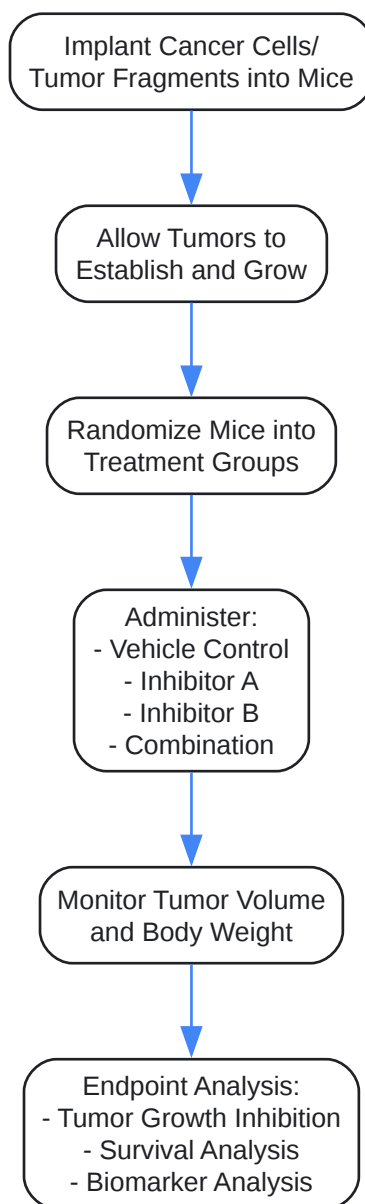 Implant Cancer Cells/
Tumor Fragments into Mice
Allow Tumors to
Establish and Grow
Randomize Mice into
Treatment Groups
Administer:
- Vehicle Control
- Inhibitor A
- Inhibitor B
- Combination
Monitor Tumor Volume
and Body Weight
Endpoint Analysis:
- Tumor Growth Inhibition
- Survival Analysis
- Biomarker Analysis